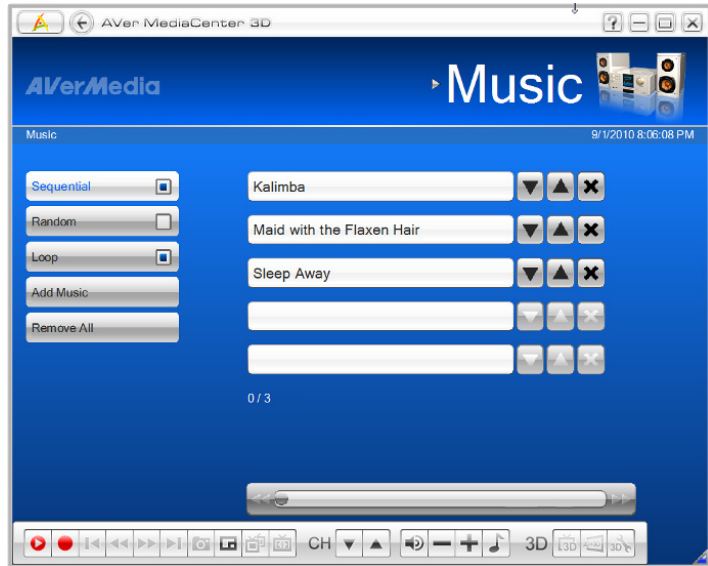 AVer MediaCenter 3D
?
AVerMedia
Music
Music
9/1/2010 8:06:08 PM
Sequential
Random
Loop
Add Music
Remove All
Kalimba
Maid with the Flaxen Hair
Sleep Away
0 / 3
CH
3D